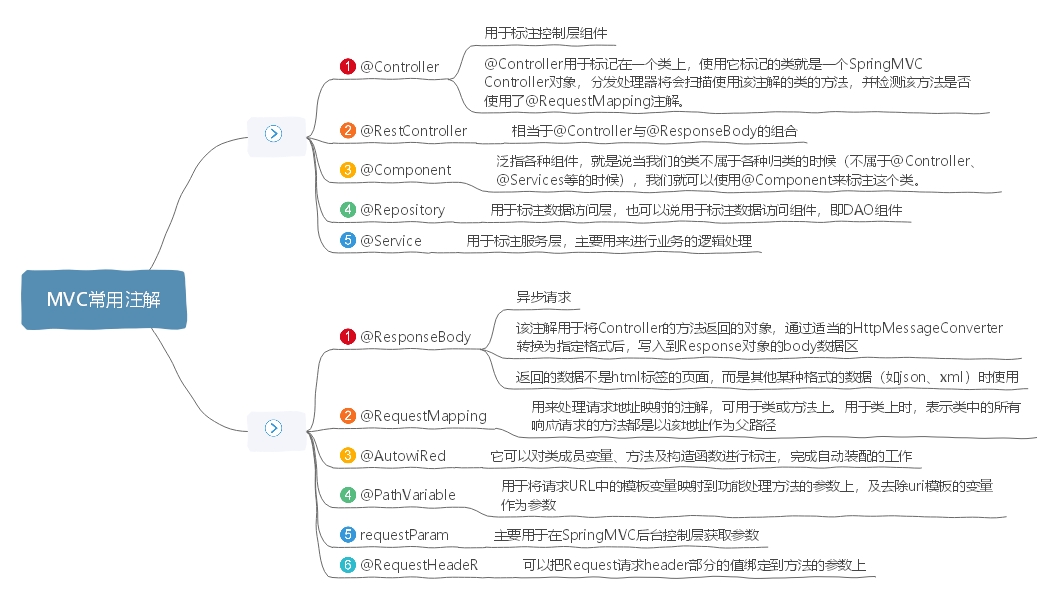 MVC常用注解
1 @Controller
用于标注控制层组件
@Controller用于标记在一个类上，使用它标记的类就是一个SpringMVC
Controller对象，分发处理器将会扫描使用该注解的类的方法，并检测该方法是否
使用了@RequestMapping注解。
2 @RestController
相当于@Controller与@ResponseBody的组合
3 @Component
泛指各种组件，就是说当我们的类不属于各种归类的时候（不属于@Controller、
@Services等的时候），我们就可以使用@Component来标注这个类。
4 @Repository
用于标注数据访问层，也可以说用于标注数据访问组件，即DAO组件
5 @Service
用于标注服务层，主要用来进行业务的逻辑处理
1 @ResponseBody
异步请求
该注解用于将Controller的方法返回的对象，通过适当的HttpMessageConverter
转换为指定格式后，写入到Response对象的body数据区
返回的数据不是html标签的页面，而是其他某种格式的数据（如json、xml）时使用
2 @RequestMapping
用来处理请求地址映射的注解，可用于类或方法上。用于类上时，表示类中的所有
响应请求的方法都是以该地址作为父路径
3 @AutowiRed
它可以对类成员变量、方法及构造函数进行标注，完成自动装配的工作
4 @PathVariable
用于将请求URL中的模板变量映射到功能处理方法的参数上，及去除uri模板的变量
作为参数
5 requestParam
主要用于在SpringMVC后台控制层获取参数
6 @RequestHeadeR
可以把Request请求header部分的值绑定到方法的参数上